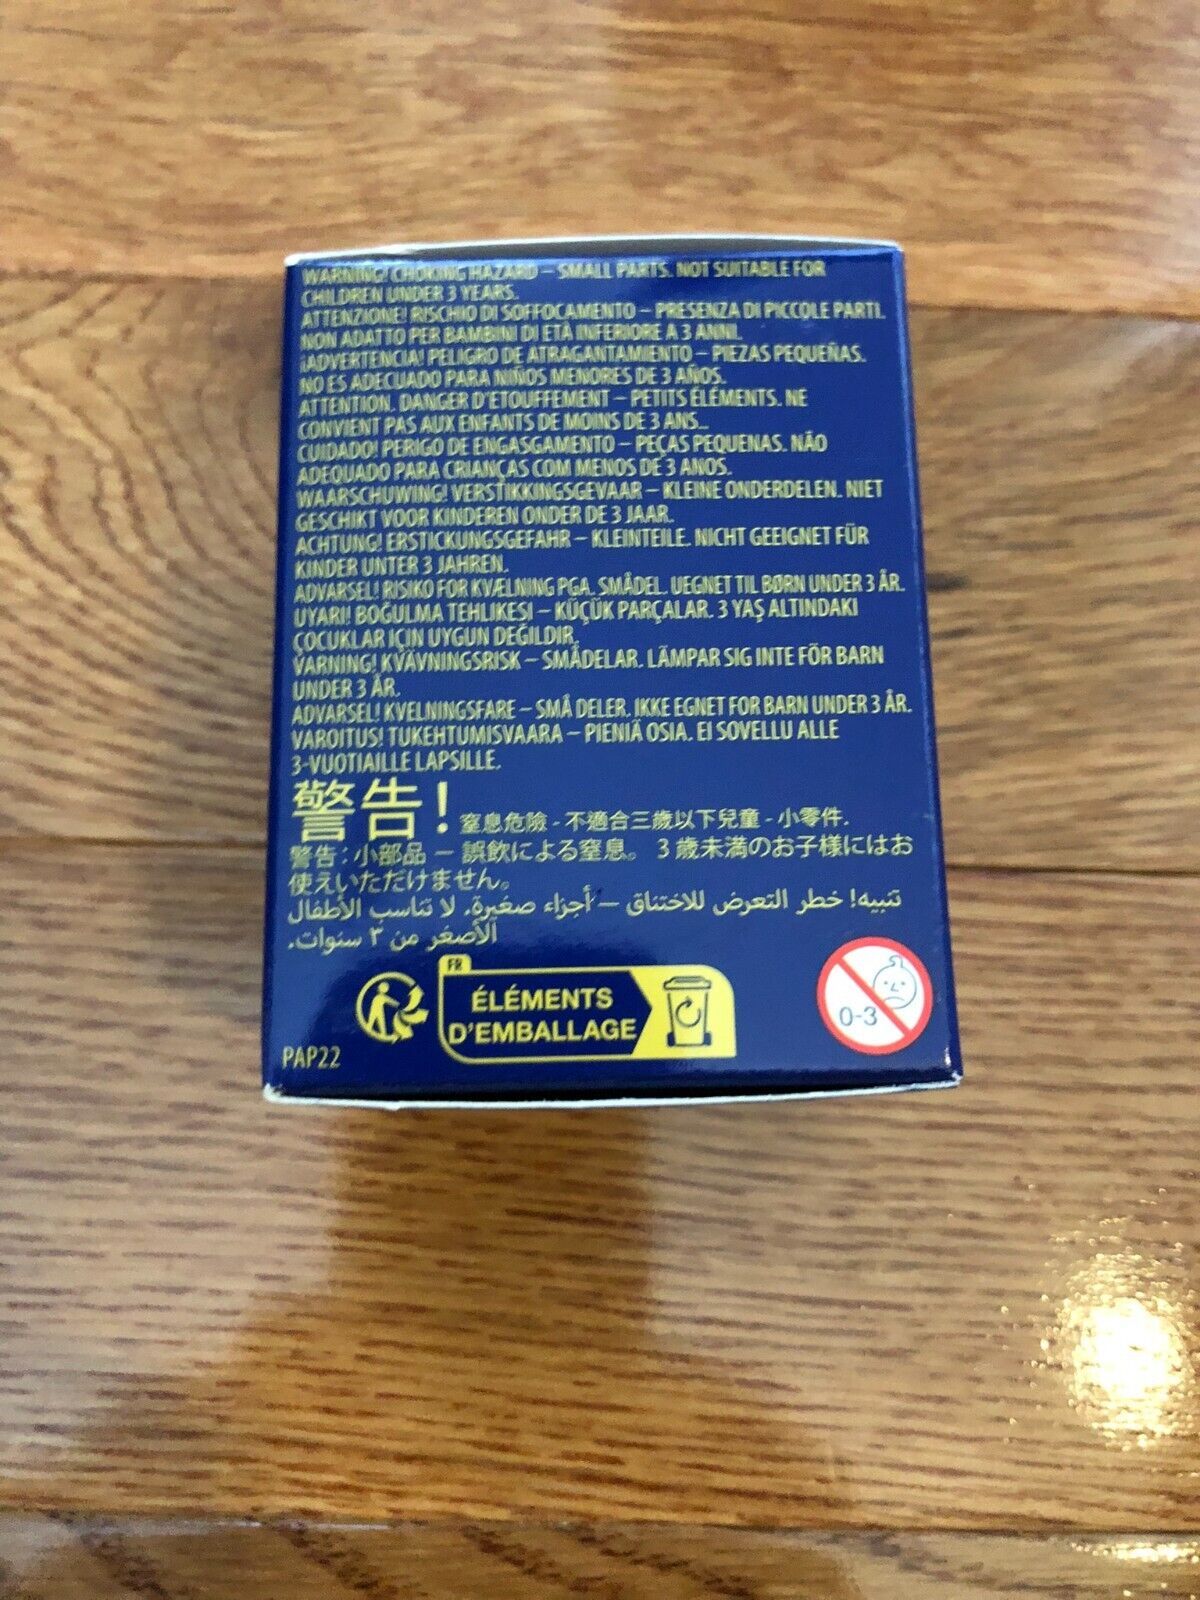 WARNING! CHOKING HAZARD – SMALL PARTS. NOT SUITABLE FOR
CHILDREN UNDER 3 YEARS.
ATTENZIONE! RISCHIO DI SOFFOCAMENTO – PRESENZA DI PICCOLE PARTI.
NON ADATTO PER BAMBINI DI ETÀ INFERIORE A 3 ANNI.
¡ADVERTENCIA! PELIGRO DE ATRAGANTAMIENTO – PIEZAS PEQUEÑAS.
NO ES ADECUADO PARA NIÑOS MENORES DE 3 AÑOS.
ATTENTION. DANGER D'ETOUFFEMENT – PETITS ÉLÉMENTS. NE
CONVIENT PAS AUX ENFANTS DE MOINS DE 3 ANS..
CUIDADO! PERIGO DE ENGASGAMENTO – PEÇAS PEQUENAS. NÃO
ADEQUADO PARA CRIANÇAS COM MENOS DE 3 ANOS.
WAARSCHUWING! VERSTIKKINGSGEVAAR – KLEINE ONDERDELEN. NIET
GESCHIKT VOOR KINDEREN ONDER DE 3 JAAR.
ACHTUNG! ERSTICKUNGSGEFAHR – KLEINTEILE. NICHT GEEIGNET FÜR
KINDER UNTER 3 JAHREN.
ADVARSEL! RISIKO FOR KVÆLNING PGA. SMÅDEL. UEGNET TIL BØRN UNDER 3 ÅR.
UYARI! BOĞULMA TEHLIKESI – KÜÇÜK PARÇALAR. 3 YAŞ ALTINDAKI
ÇOCUKLAR IÇIN UYGUN DEĞILDIR.
VARNING! KVÄVNINGSRISK – SMÅDELAR. LÄMPAR SIG INTE FÖR BARN
UNDER 3 ÅR.
ADVARSEL! KVELNINGSFARE – SMÅ DELER. IKKE EGNET FOR BARN UNDER 3 ÅR.
VAROITUS! TUKEHTUMISVAARA – PIENIÄ OSIA. EI SOVELLU ALLE
3-VUOTIAILLE LAPSILLE.
警告! 窒息危險 - 不適合三歲以下兒童 - 小零件.
警告：小部品 － 誤飲による窒息。 3 歳未満のお子様にはお
使えいただけません。
تنبيه! خطر التعرض للاختناق – أجزاء صغيرة. لا تناسب الأطفال
الأصغر من ٣ سنوات.
FR
ÉLÉMENTS
D'EMBALLAGE
0-3
PAP22